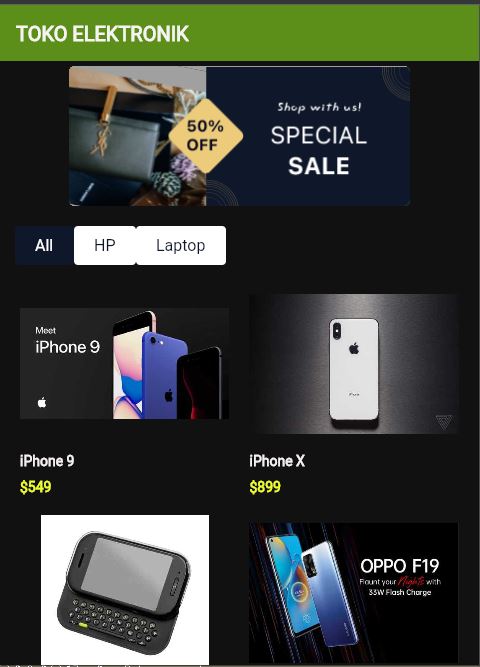 TOKO ELEKTRONIK
50%
OFF
Shop with us!
SPECIAL
SALE
All
HP
Laptop
Meet
iPhone 9
iPhone 9
$549
iPhone X
$899
OPPO F19
Flaunt your Nights with
33W Flash Charge